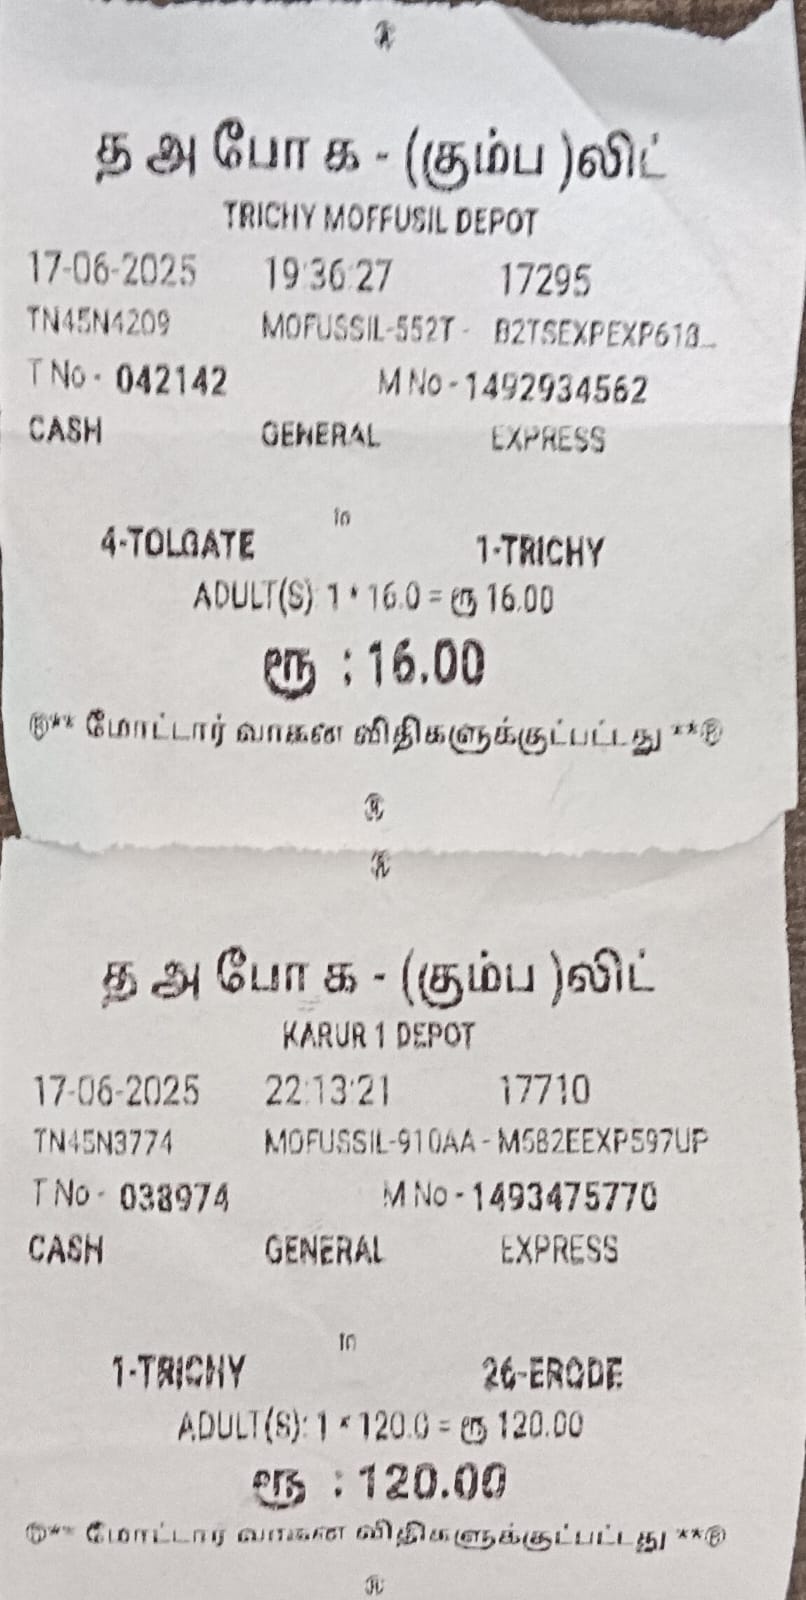 த அ போ க - (கும்ப )லிட்
TRICHY MOFFUSIL DEPOT
17-06-2025 19:36:27 17295
TN45N4209 MOFUSSIL-552T - B2TSEXPEXP618...
T No - 042142 M No - 1492934562
CASH GENERAL EXPRESS
to
4-TOLGATE 1-TRICHY
ADULT(S) 1 * 16.0 = ரூ 16.00
ரூ : 16.00
** மோட்டார் வாகன விதிகளுக்குட்பட்டது **
த அ போ க - (கும்ப )லிட்
KARUR 1 DEPOT
17-06-2025 22:13:21 17710
TN45N3774 MOFUSSIL-910AA - M582EEXP597UP
T No - 038974 M No - 1493475770
CASH GENERAL EXPRESS
to
1-TRICHY 26-ERODE
ADULT(S): 1 * 120.0 = ரூ 120.00
ரூ : 120.00
** மோட்டார் வாகன விதிகளுக்குட்பட்டது **